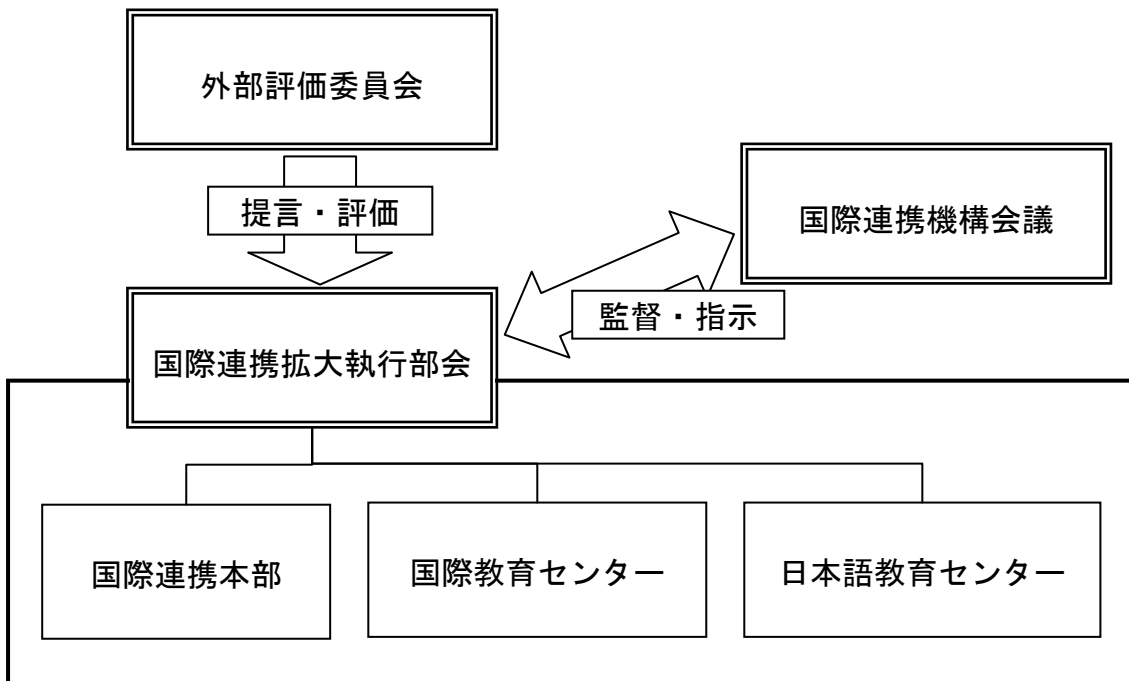 外部評価委員会
提言・評価
国際連携機構会議
監督・指示
国際連携拡大執行部会
国際連携本部
国際教育センター
日本語教育センター